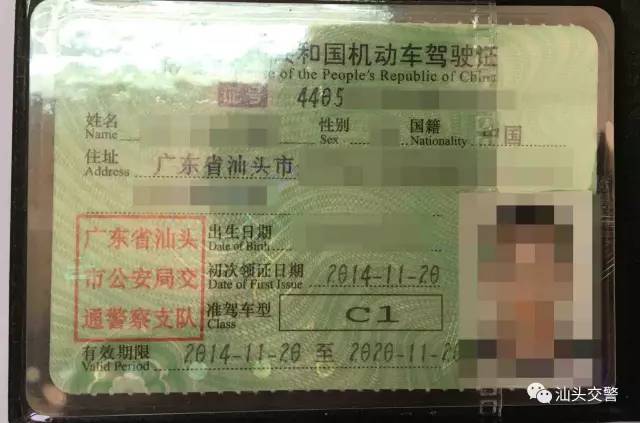 和国机动车驾驶证
e of the People's Republic of China
证号 4405
姓名
Name
性别
Sex
国籍
Nationality
中国
住址
Address
广东省汕头市
出生日期
Date of Birth
广东省汕头
市公安局交
通警察支队
初次领证日期
Date of First Issue
2014-11-20
准驾车型
Class
C1
有效期限
Valid Period
2014-11-20 至 2020-11-20
汕头交警